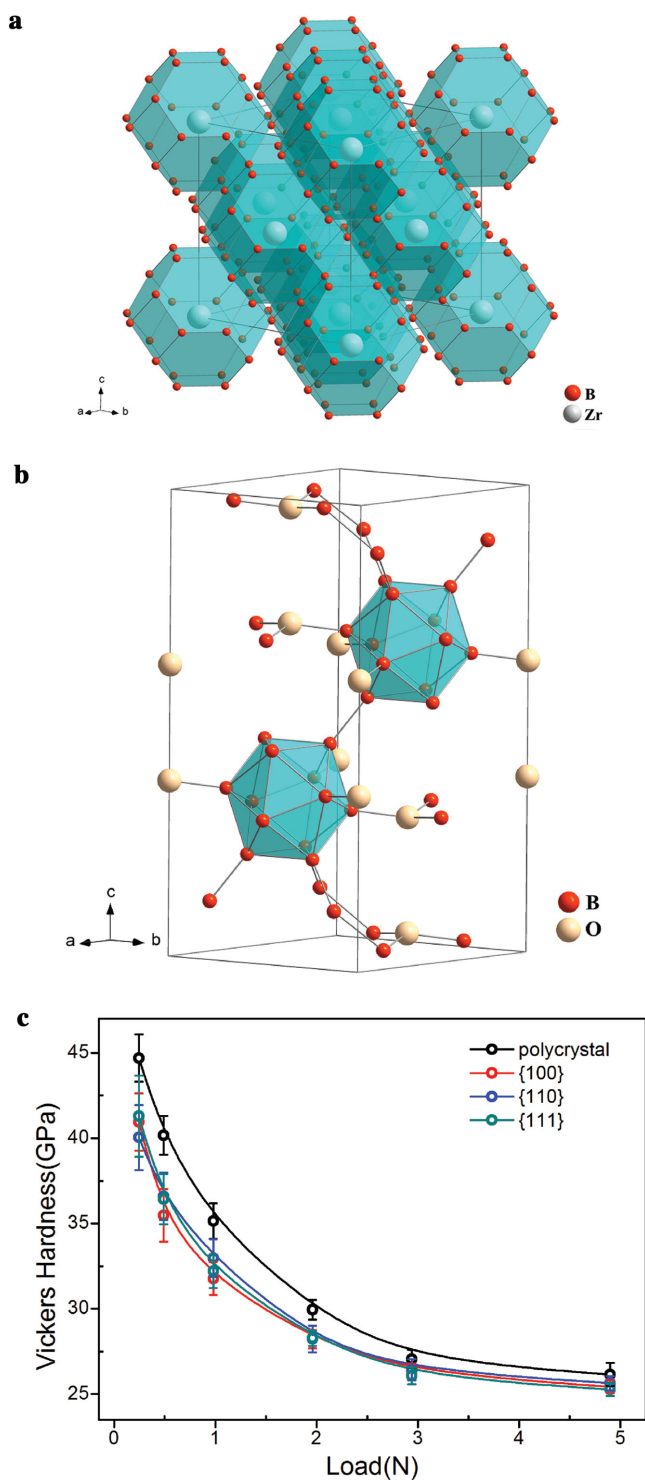 a
c
a b
B
Zr
b
c
a b
B
O
c
polycrystal
{100}
{110}
{111}
Vickers Hardness(GPa)
45
40
35
30
25
0 1 2 3 4 5
Load(N)